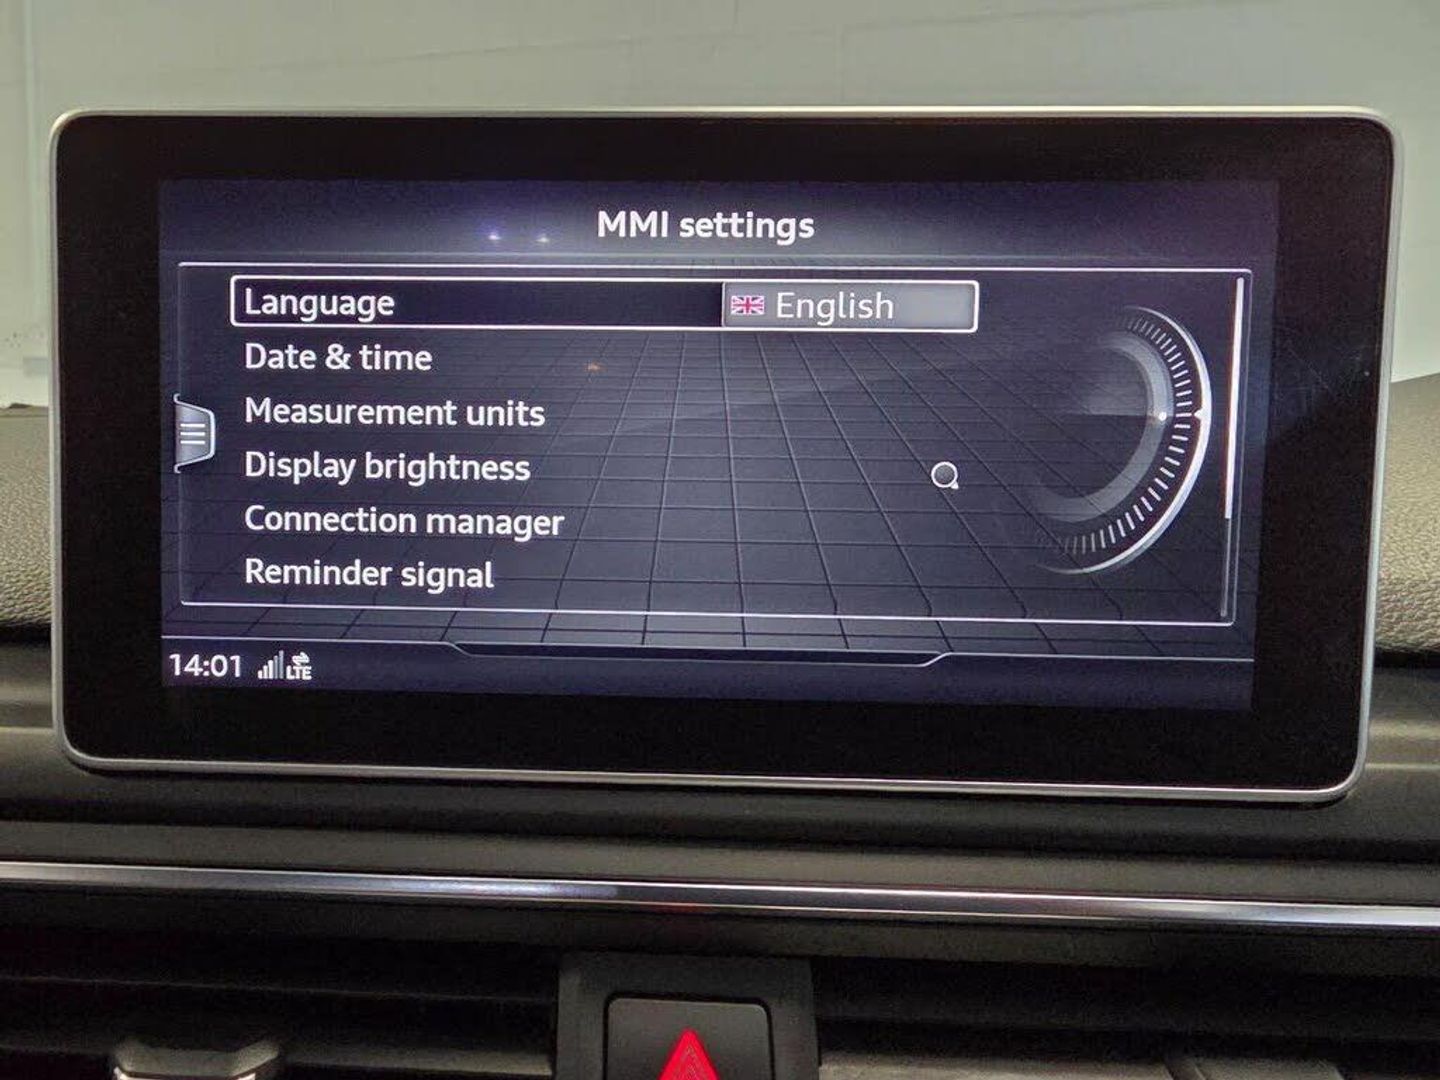 MMI settings
Language English
Date & time
Measurement units
Display brightness
Connection manager
Reminder signal
14:01 LTE